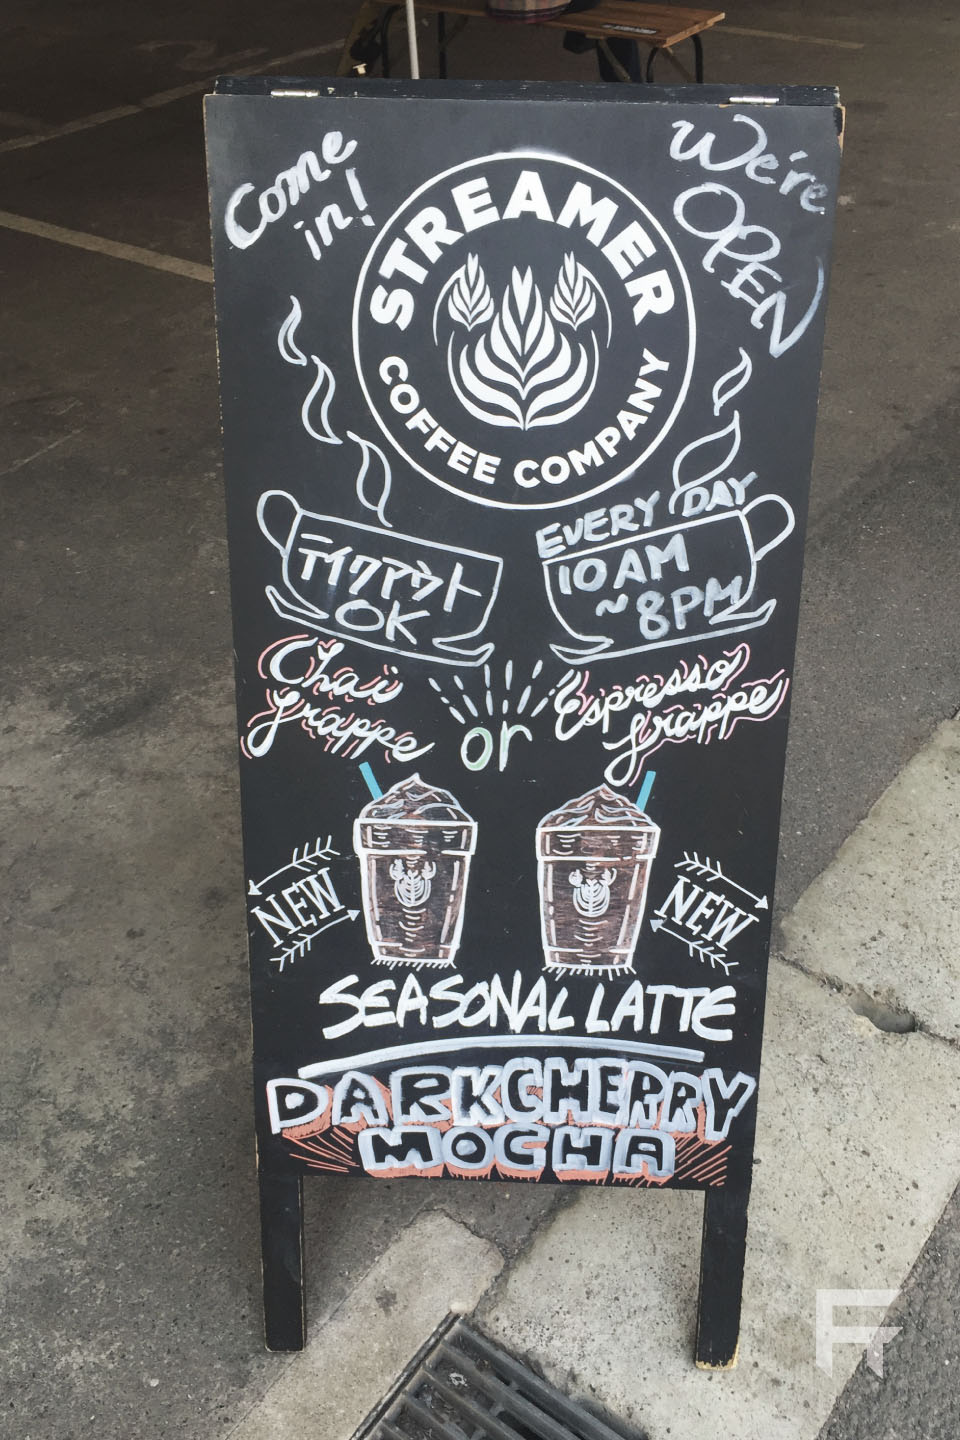 Come
in!
We're
OPEN
STREAMER
COFFEE COMPANY
テイクアウト
OK
EVERY DAY
10AM
~8PM
Chai
frappe
or
Espresso
frappe
NEW
NEW
SEASONAL LATTE
DARKCHERRY
MOCHA